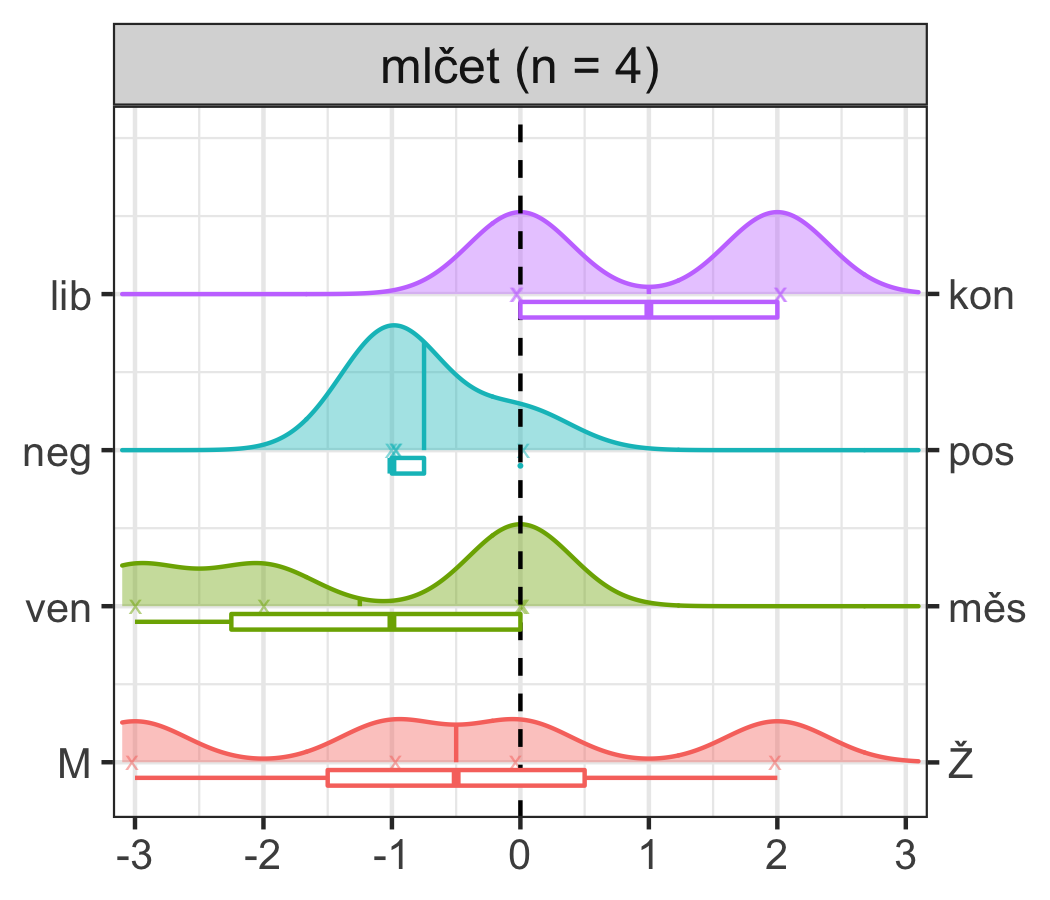 mlčet (n = 4)
lib kon
neg pos
ven měs
M Ž
-3 -2 -1 0 1 2 3